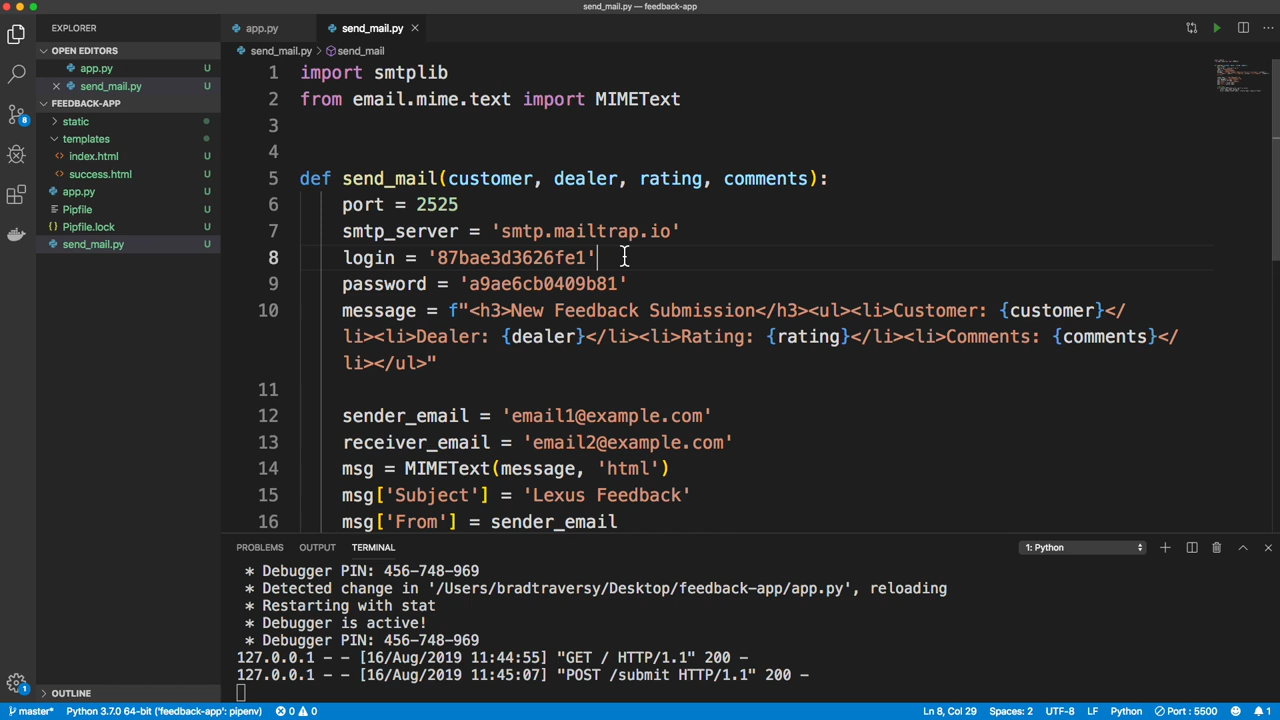 send_mail.py — feedback-app
EXPLORER
app.py
send_mail.py
OPEN EDITORS
app.py U
send_mail.py U
FEEDBACK-APP
static
templates
index.html U
success.html U
app.py U
Pipfile U
Pipfile.lock U
send_mail.py U
OUTLINE
8
1
send_mail.py > send_mail
1 import smtplib
2 from email.mime.text import MIMEText
3
4
5 def send_mail(customer, dealer, rating, comments):
6 port = 2525
7 smtp_server = 'smtp.mailtrap.io'
8 login = '87bae3d3626fe1'
9 password = 'a9ae6cb0409b81'
10 message = f"<h3>New Feedback Submission</h3><ul><li>Customer: {customer}</
li><li>Dealer: {dealer}</li><li>Rating: {rating}</li><li>Comments: {comments}</
li></ul>"
11
12 sender_email = 'email1@example.com'
13 receiver_email = 'email2@example.com'
14 msg = MIMEText(message, 'html')
15 msg['Subject'] = 'Lexus Feedback'
16 msg['From'] = sender_email
PROBLEMS OUTPUT TERMINAL 1: Python
* Debugger PIN: 456-748-969
* Detected change in '/Users/bradtraversy/Desktop/feedback-app/app.py', reloading
* Restarting with stat
* Debugger is active!
* Debugger PIN: 456-748-969
127.0.0.1 - - [16/Aug/2019 11:44:55] "GET / HTTP/1.1" 200 -
127.0.0.1 - - [16/Aug/2019 11:45:07] "POST /submit HTTP/1.1" 200 -
master* Python 3.7.0 64-bit ('feedback-app': pipenv) 0 0 Ln 8, Col 29 Spaces: 2 UTF-8 LF Python Port : 5500 1